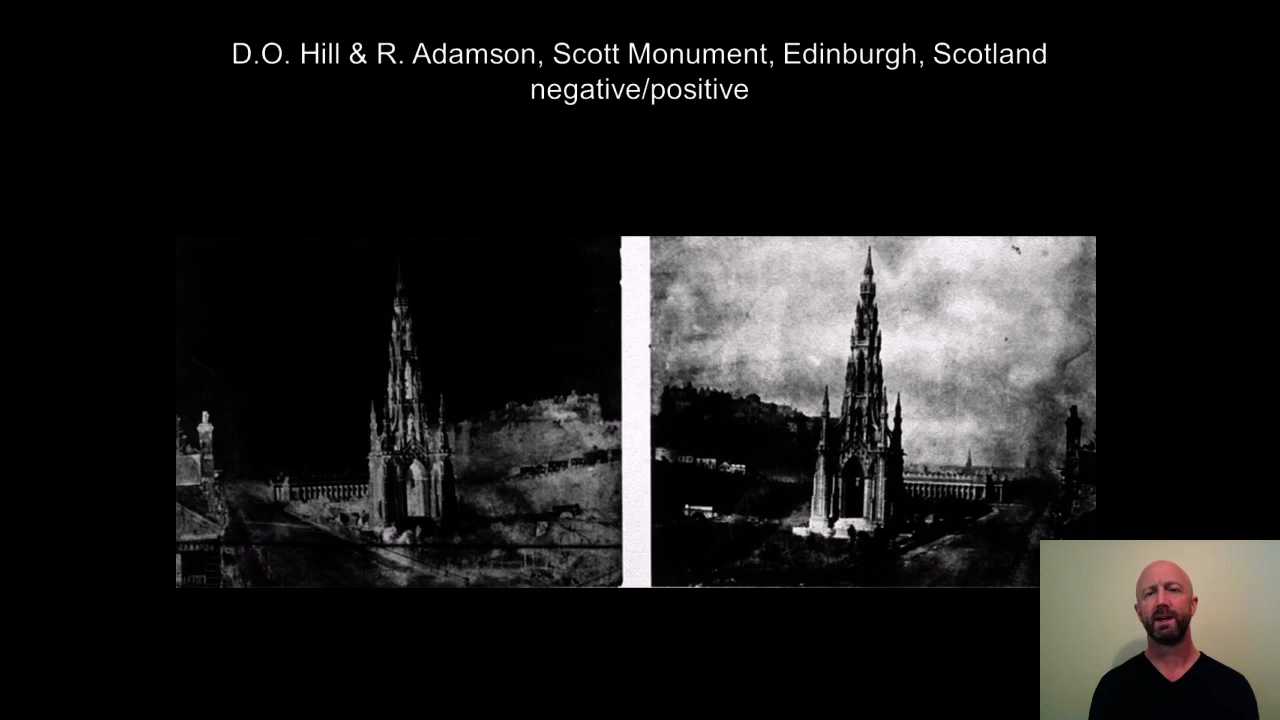 D.O. Hill & R. Adamson, Scott Monument, Edinburgh, Scotland
negative/positive